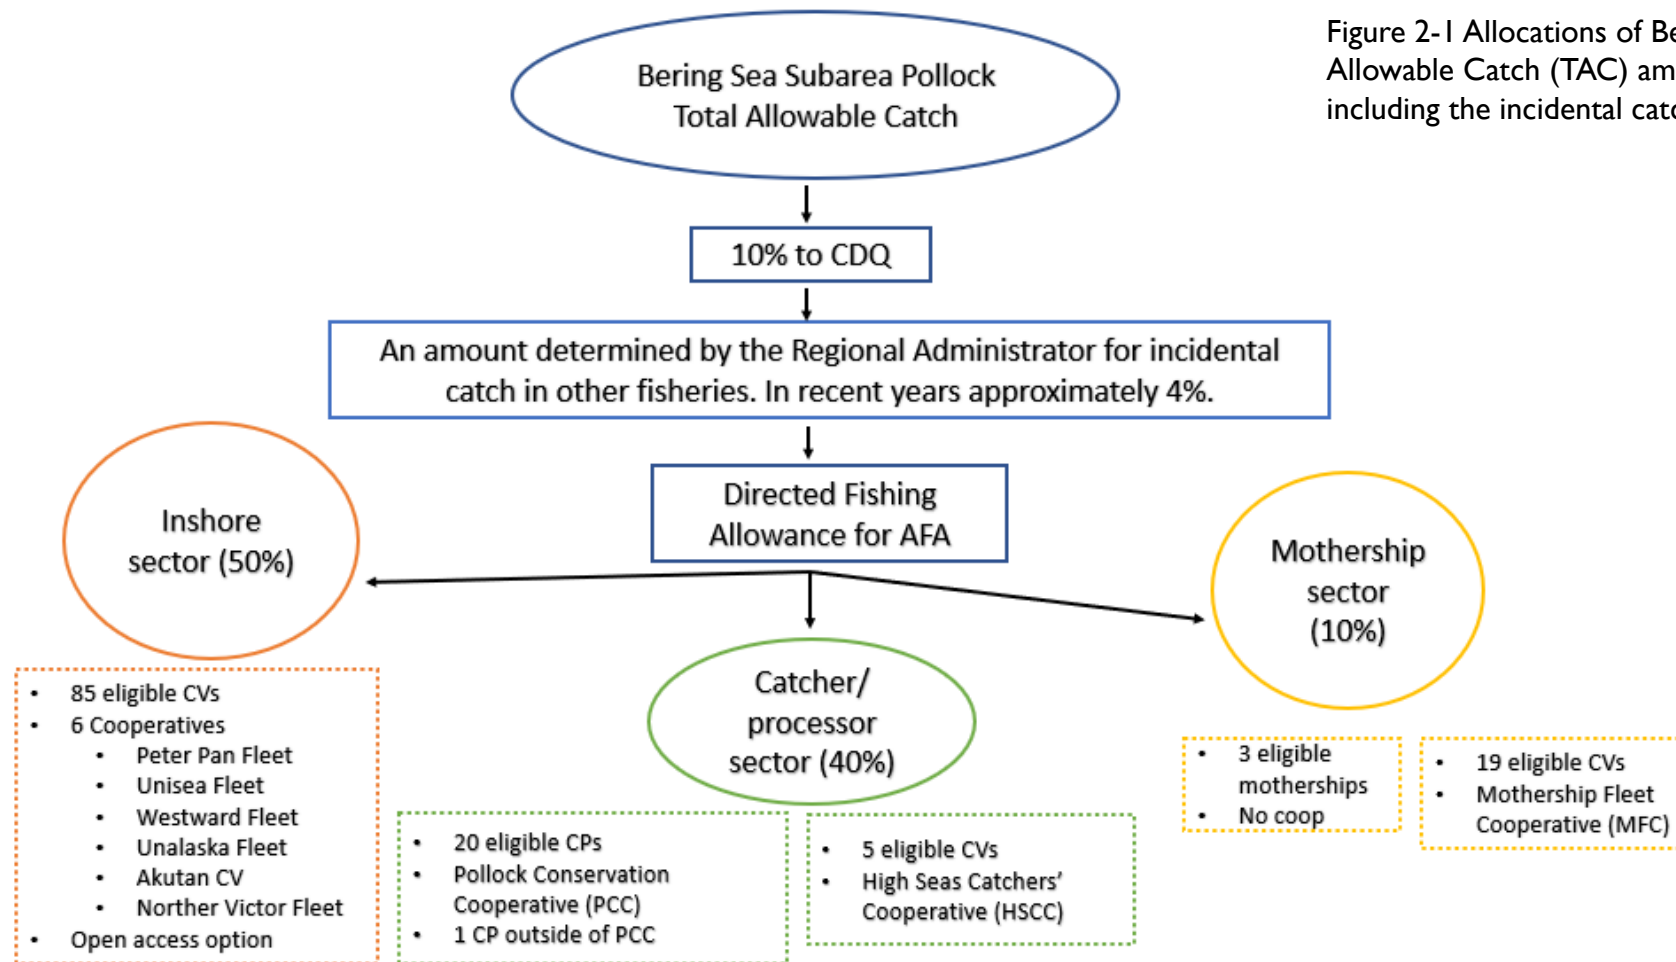 Figure 2-1 Allocations of Be
Allowable Catch (TAC) am
including the incidental catc
Bering Sea Subarea Pollock
Total Allowable Catch
10% to CDQ
An amount determined by the Regional Administrator for incidental
catch in other fisheries. In recent years approximately 4%.
Directed Fishing
Allowance for AFA
Inshore
sector (50%)
• 85 eligible CVs
• 6 Cooperatives
• Peter Pan Fleet
• Unisea Fleet
• Westward Fleet
• Unalaska Fleet
• Akutan CV
• Norther Victor Fleet
• Open access option
Catcher/
processor
sector (40%)
• 20 eligible CPs
• Pollock Conservation
Cooperative (PCC)
• 1 CP outside of PCC
• 5 eligible CVs
• High Seas Catchers’
Cooperative (HSCC)
Mothership
sector
(10%)
• 3 eligible
motherships
• No coop
• 19 eligible CVs
• Mothership Fleet
Cooperative (MFC)